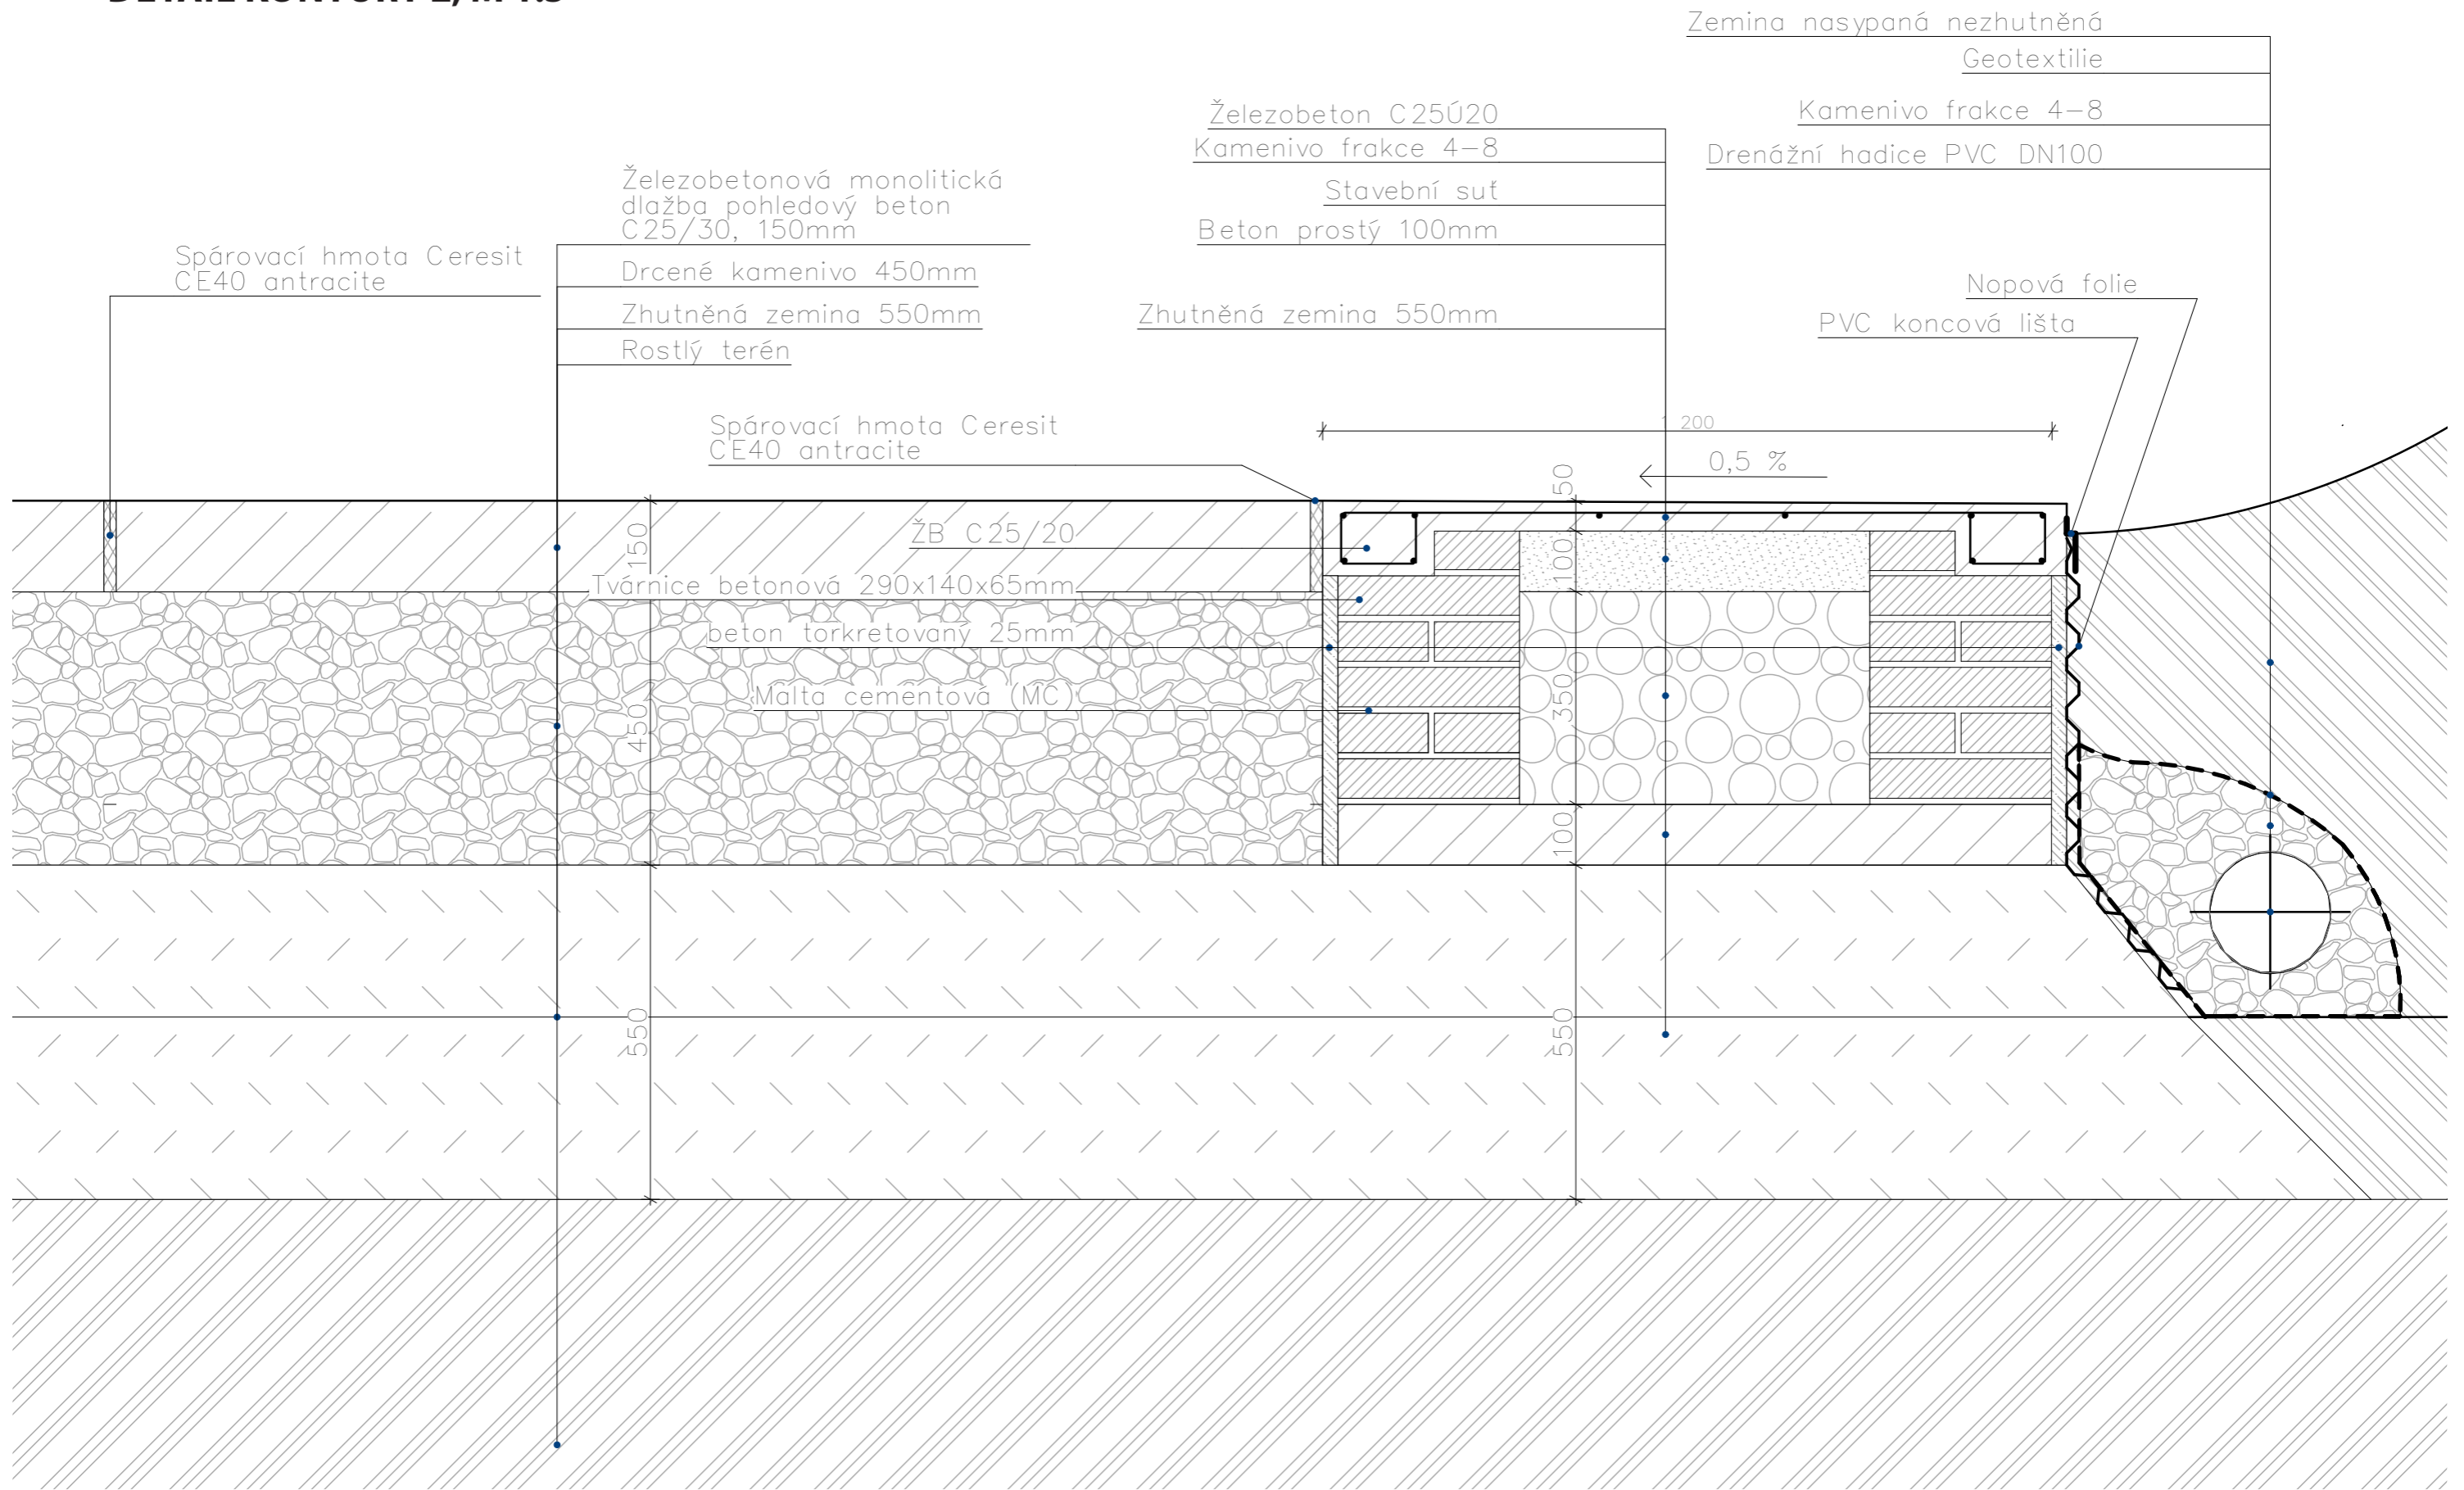 Zemina nasypaná nezhutněná
Geotextilie
Kamenivo frakce 4-8
Drenážní hadice PVC DN100
Železobeton C25Ú20
Kamenivo frakce 4-8
Stavební suť
Beton prostý 100mm
Zhutněná zemina 550mm
Železobetonová monolitická
dlažba pohledový beton
C25/30, 150mm
Drcené kamenivo 450mm
Zhutněná zemina 550mm
Rostlý terén
Spárovací hmota Ceresit
CE40 antracite
Nopová folie
PVC koncová lišta
Spárovací hmota Ceresit
CE40 antracite
1 200
0,5 %
50
150
ŽB C25/20
100
Tvárnice betonová 290x140x65mm
beton torkretovaný 25mm
Malta cementová (MC)
350
450
100
550
550